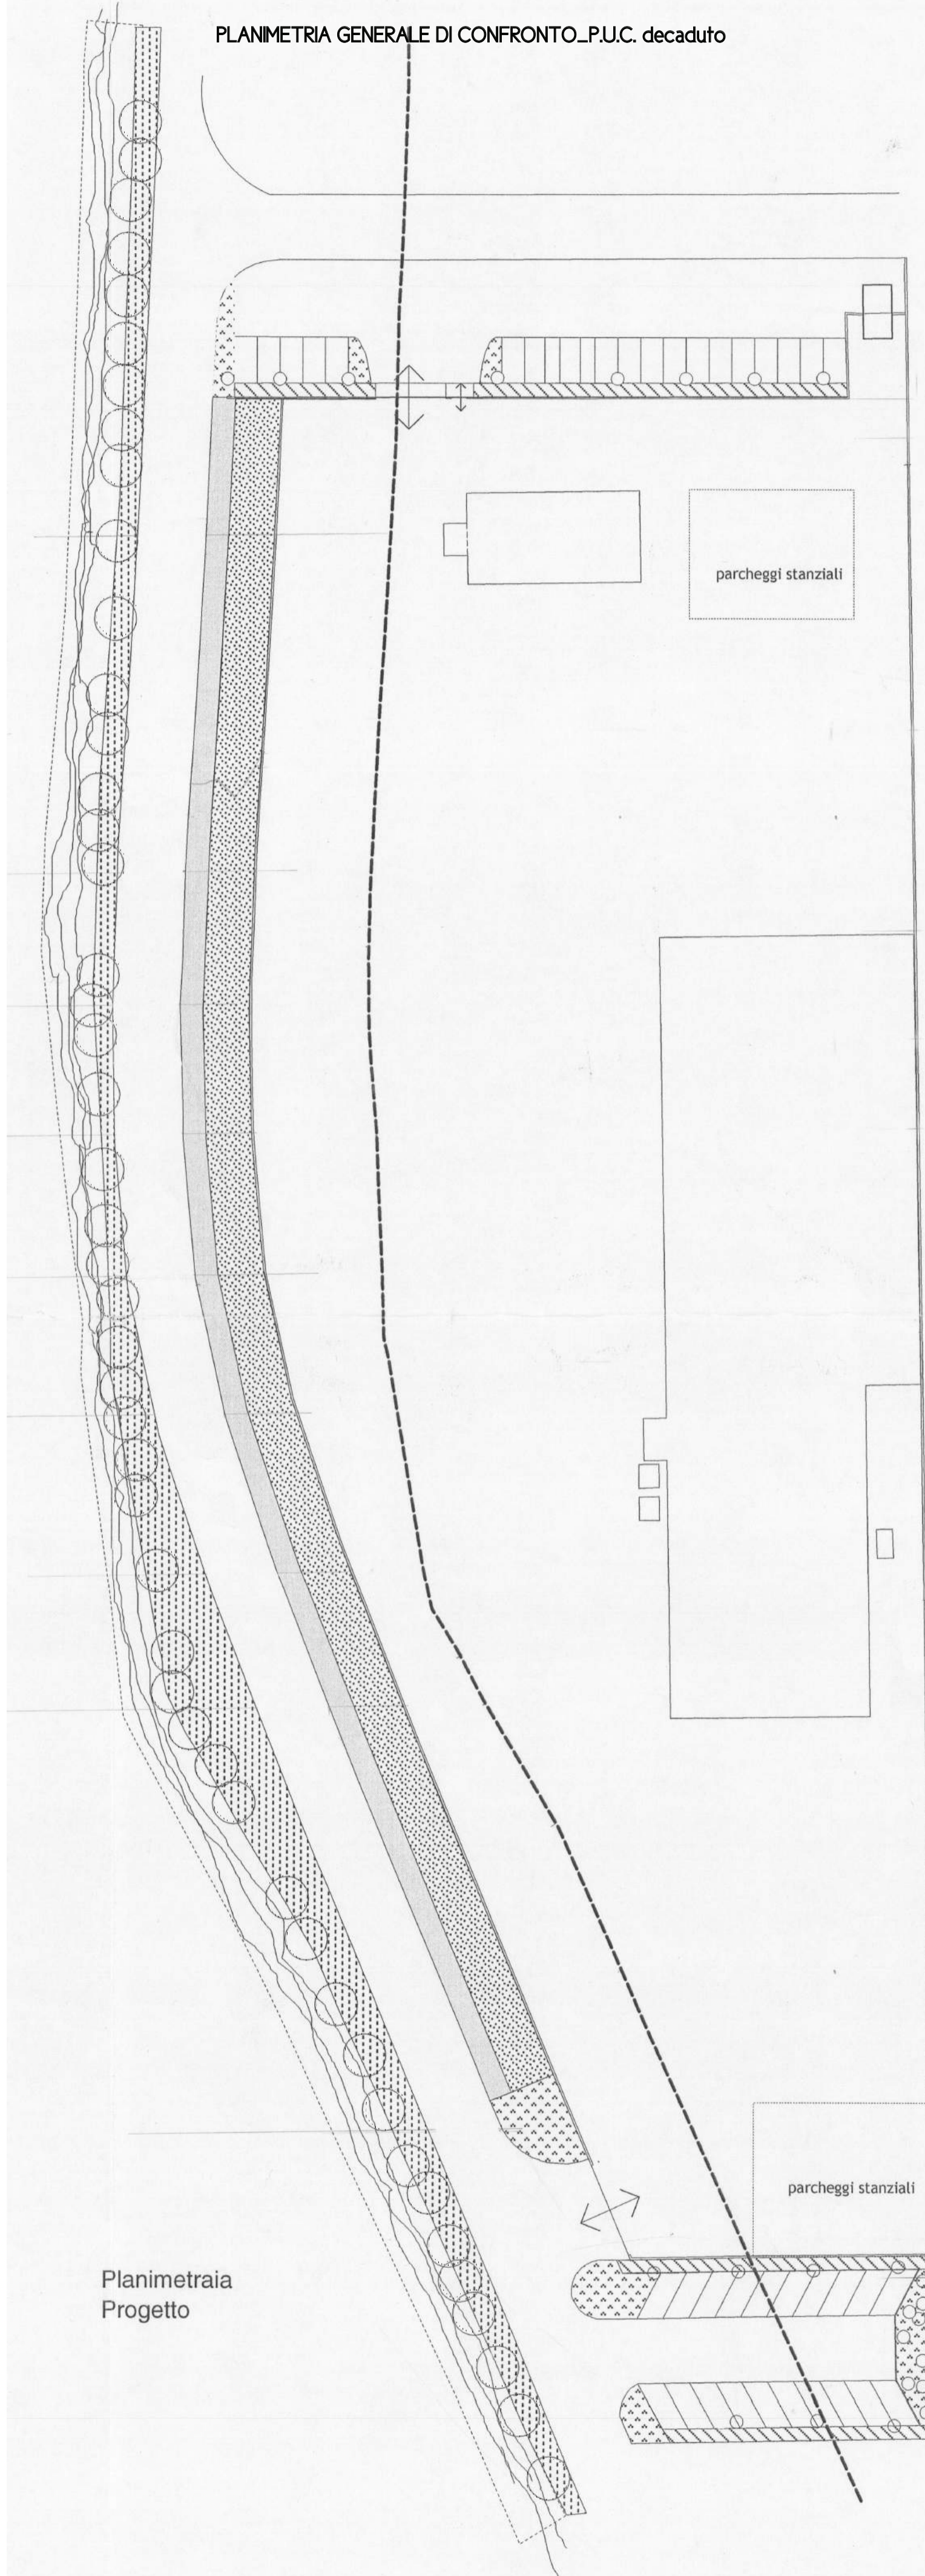 PLANIMETRIA GENERALE DI CONFRONTO_P.U.C. decaduto
parcheggi stanziali
parcheggi stanziali
Planimetraia
Progetto